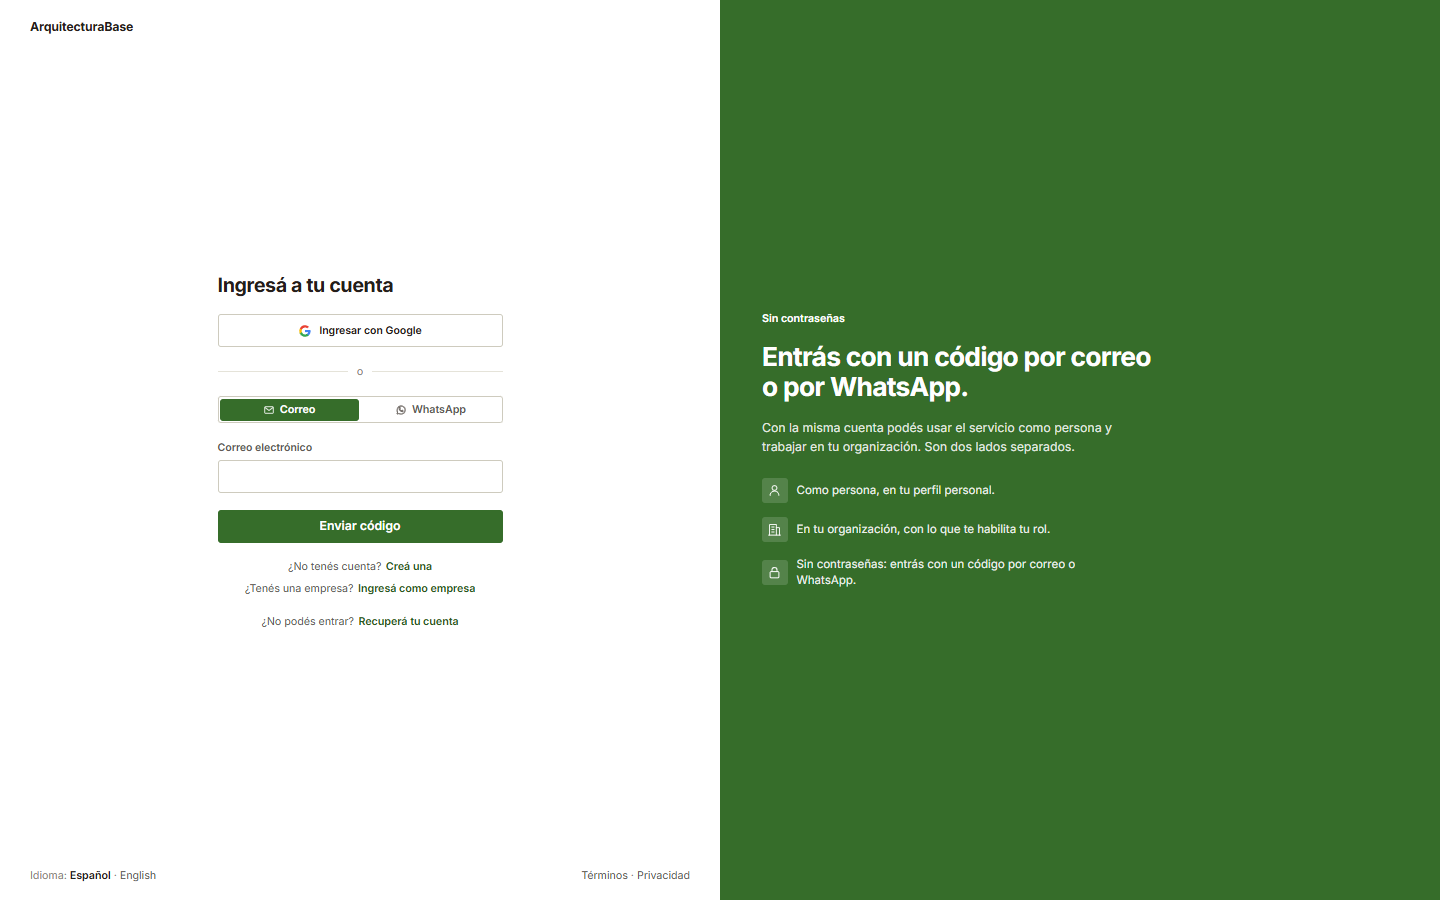 ArquitecturaBase
Ingresá a tu cuenta
Ingresar con Google
o
Correo
WhatsApp
Correo electrónico
Enviar código
¿No tenés cuenta? Creá una
¿Tenés una empresa? Ingresá como empresa
¿No podés entrar? Recuperá tu cuenta
Idioma: Español · English
Términos · Privacidad
Sin contraseñas
Entrás con un código por correo
o por WhatsApp.
Con la misma cuenta podés usar el servicio como persona y
trabajar en tu organización. Son dos lados separados.
Como persona, en tu perfil personal.
En tu organización, con lo que te habilita tu rol.
Sin contraseñas: entrás con un código por correo o
WhatsApp.